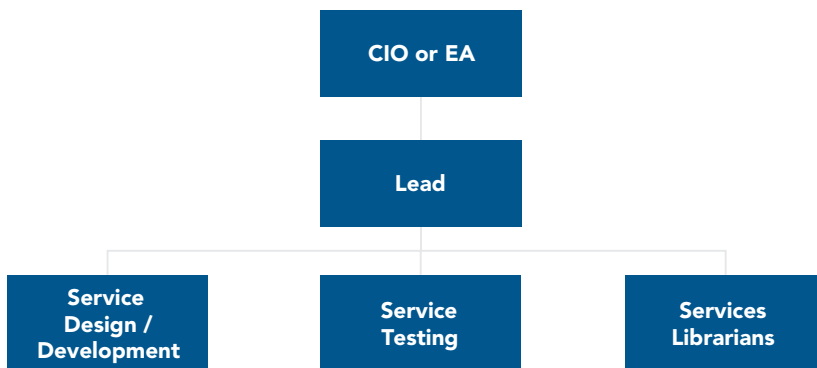 CIO or EA
Lead
Service
Design /
Development
Service
Testing
Services
Librarians